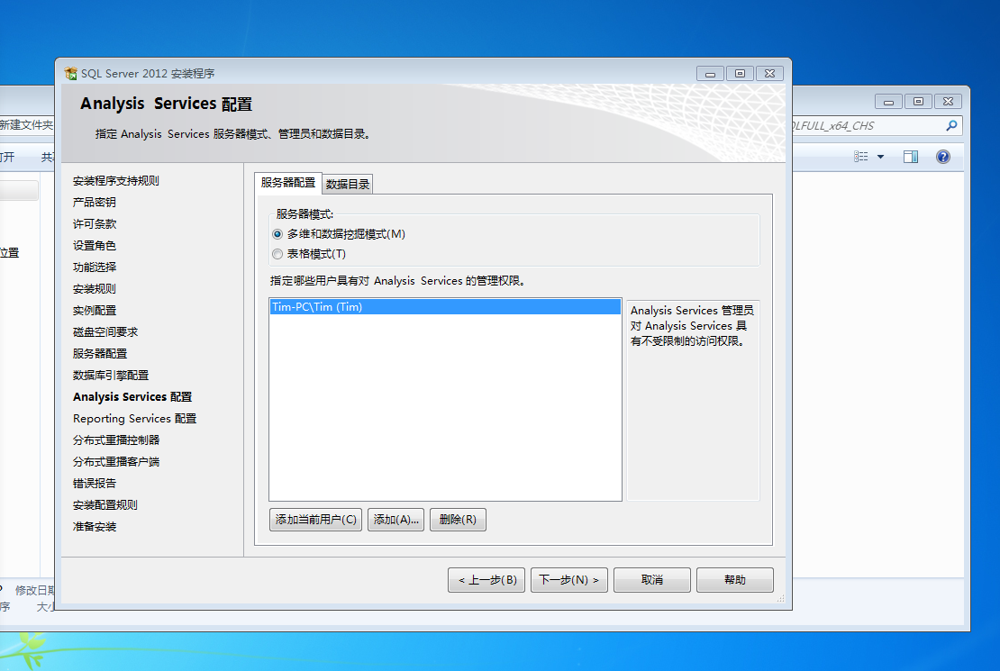 SQL Server 2012 安装程序
Analysis Services 配置
指定 Analysis Services 服务器模式、管理员和数据目录。
新建文件夹
LFULL_x64_CHS
安装程序支持规则
产品密钥
许可条款
设置角色
功能选择
安装规则
实例配置
磁盘空间要求
服务器配置
数据库引擎配置
Analysis Services 配置
Reporting Services 配置
分布式重播控制器
分布式重播客户端
错误报告
安装配置规则
准备安装
服务器配置 数据目录
服务器模式:
多维和数据挖掘模式(M)
表格模式(T)
指定哪些用户具有对 Analysis Services 的管理权限。
Tim-PC\Tim (Tim)
Analysis Services 管理员
对 Analysis Services 具
有不受限制的访问权限。
添加当前用户(C) 添加(A)... 删除(R)
< 上一步(B) 下一步(N) > 取消 帮助
位置
修改日期
序 大小